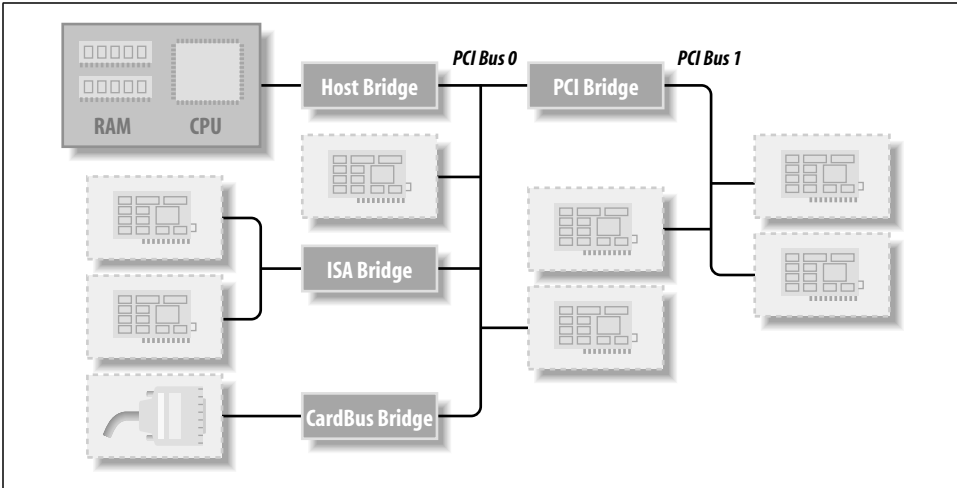 PCI Bus 0
PCI Bus 1
Host Bridge
PCI Bridge
RAM
CPU
ISA Bridge
CardBus Bridge